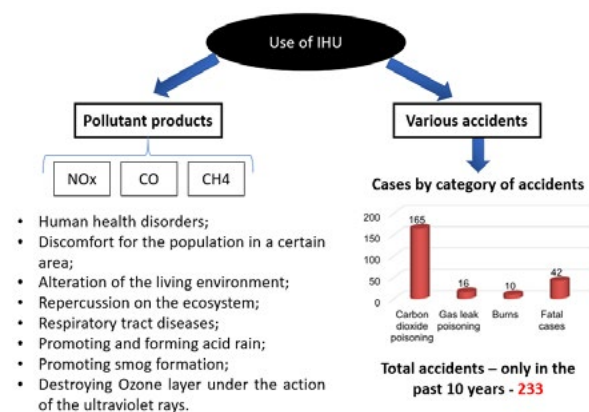 Use of IHU
Pollutant products
Various accidents
NOx
CO
CH4
• Human health disorders;
• Discomfort for the population in a certain
area;
• Alteration of the living environment;
• Repercussion on the ecosystem;
• Respiratory tract diseases;
• Promoting and forming acid rain;
• Promoting smog formation;
• Destroying Ozone layer under the action
of the ultraviolet rays.
Cases by category of accidents
200
150
100
50
0
165
16
10
42
Carbon
dioxide
poisoning
Gas leak
poisoning
Burns
Fatal
cases
Total accidents – only in the
past 10 years - 233